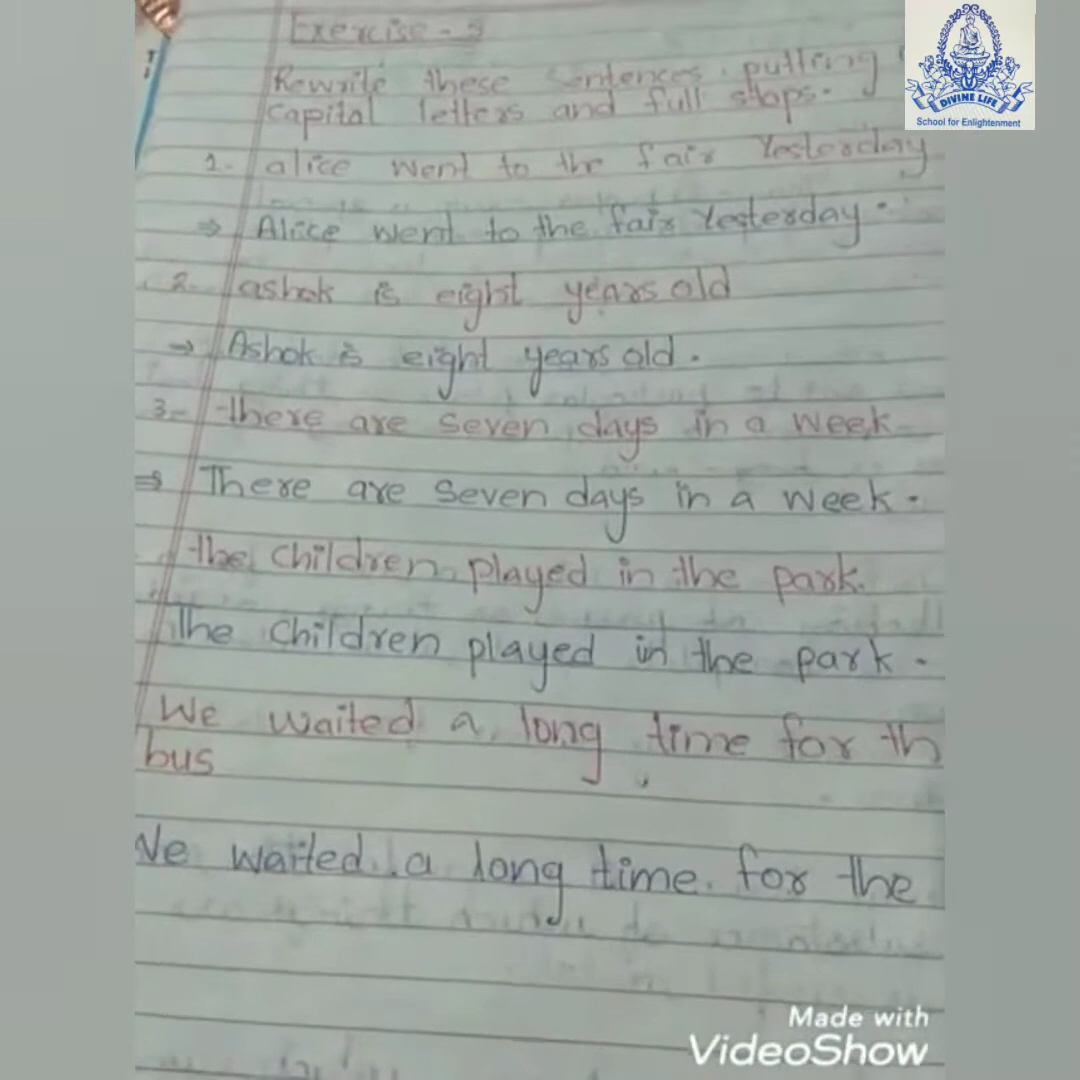 Exercise - 3
Rewrite these sentences putting
capital letters and full stops.
1. alice went to the fair Yesterday
⇒ Alice went to the fair Yesterday.
2. ashok is eight years old
→ Ashok is eight years old.
3- there are seven days in a week
⇒ There are seven days in a week.
the children played in the park.
The children played in the park.
We waited a long time for th
bus
We waited a long time for the
DIVINE LIFE
School for Enlightenment
Made with
VideoShow